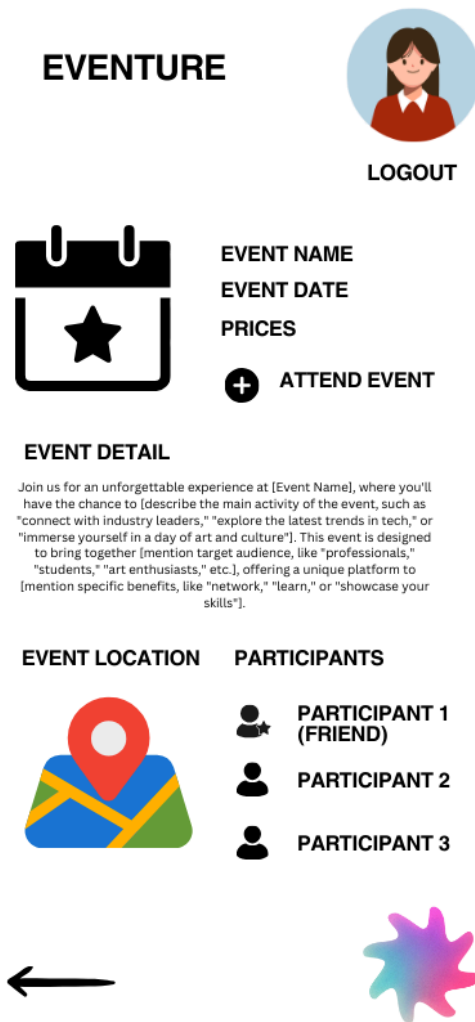 EVENTURE
LOGOUT
EVENT NAME
EVENT DATE
PRICES
ATTEND EVENT
EVENT DETAIL
Join us for an unforgettable experience at [Event Name], where you'll
have the chance to [describe the main activity of the event, such as
"connect with industry leaders," "explore the latest trends in tech," or
"immerse yourself in a day of art and culture"]. This event is designed
to bring together [mention target audience, like "professionals,"
"students," "art enthusiasts," etc.], offering a unique platform to
[mention specific benefits, like "network," "learn," or "showcase your
skills"].
EVENT LOCATION
PARTICIPANTS
PARTICIPANT 1
(FRIEND)
PARTICIPANT 2
PARTICIPANT 3